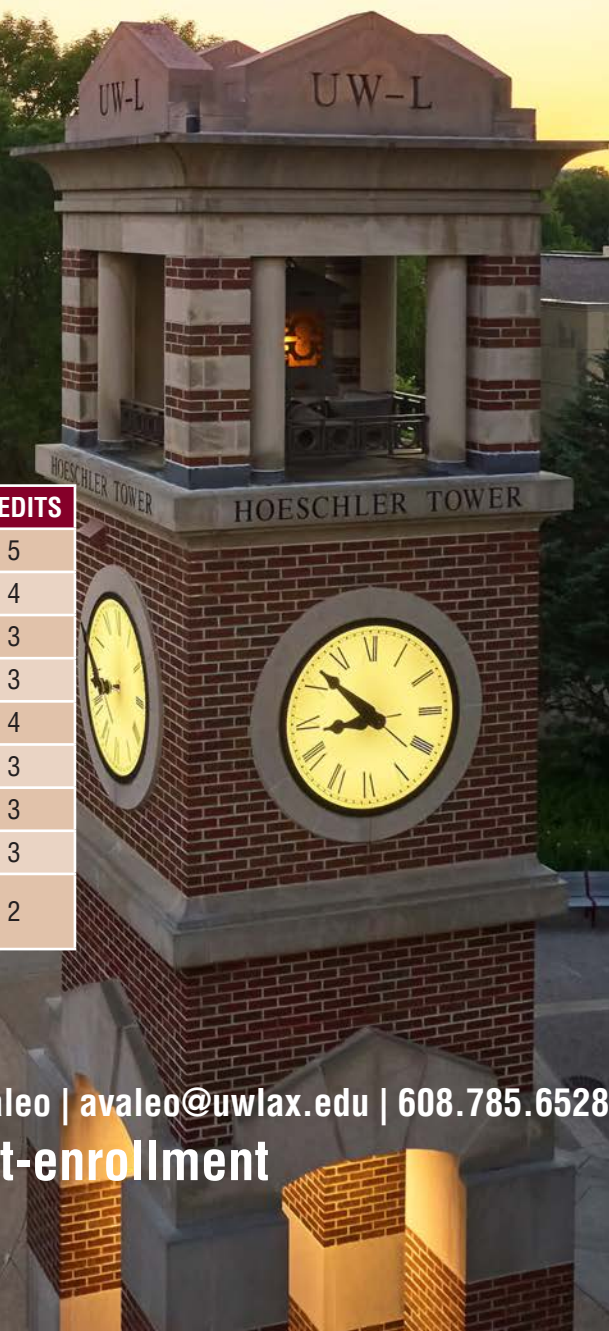 UW-L
UW-L
HOESCHLER TOWER
HOESCHLER TOWER
EDITS
5
4
3
3
4
3
3
3
2
aleo | avaleo@uwlax.edu | 608.785.6528
t-enrollment